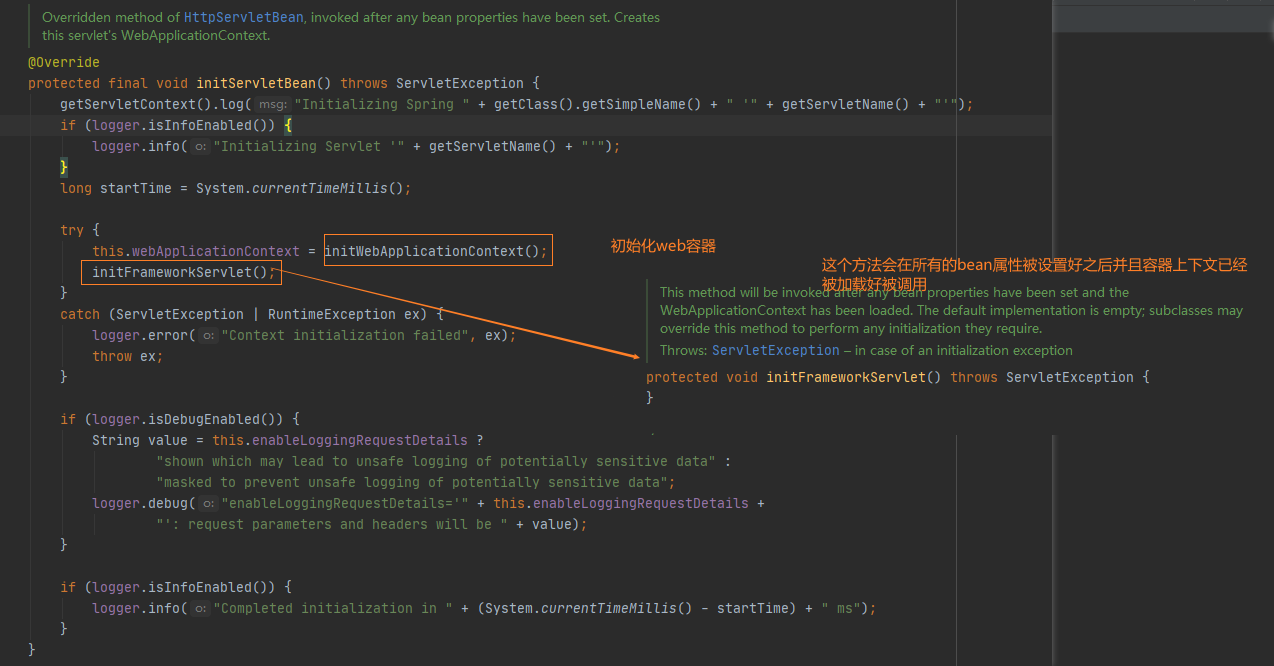 Overridden method of HttpServletBean, invoked after any bean properties have been set. Creates
this servlet's WebApplicationContext.
@Override
protected final void initServletBean() throws ServletException {
getServletContext().log( msg: "Initializing Spring " + getClass().getSimpleName() + " '" + getServletName() + "'");
if (logger.isInfoEnabled()) {
logger.info( o: "Initializing Servlet '" + getServletName() + "'");
}
long startTime = System.currentTimeMillis();
try {
this.webApplicationContext = initWebApplicationContext();
initFrameworkServlet();
}
catch (ServletException | RuntimeException ex) {
logger.error( o: "Context initialization failed", ex);
throw ex;
}
if (logger.isDebugEnabled()) {
String value = this.enableLoggingRequestDetails ?
"shown which may lead to unsafe logging of potentially sensitive data" :
"masked to prevent unsafe logging of potentially sensitive data";
logger.debug( o: "enableLoggingRequestDetails='" + this.enableLoggingRequestDetails +
"': request parameters and headers will be " + value);
}
if (logger.isInfoEnabled()) {
logger.info( o: "Completed initialization in " + (System.currentTimeMillis() - startTime) + " ms");
}
}
初始化web容器
这个方法会在所有的bean属性被设置好之后并且容器上下文已经
被加载好被调用
This method will be invoked after any bean properties have been set and the
WebApplicationContext has been loaded. The default implementation is empty; subclasses may
override this method to perform any initialization they require.
Throws: ServletException – in case of an initialization exception
protected void initFrameworkServlet() throws ServletException {
}